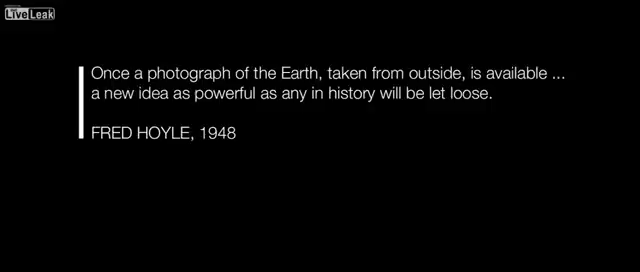 LiveLeak
Once a photograph of the Earth, taken from outside, is available ...
a new idea as powerful as any in history will be let loose.
FRED HOYLE, 1948